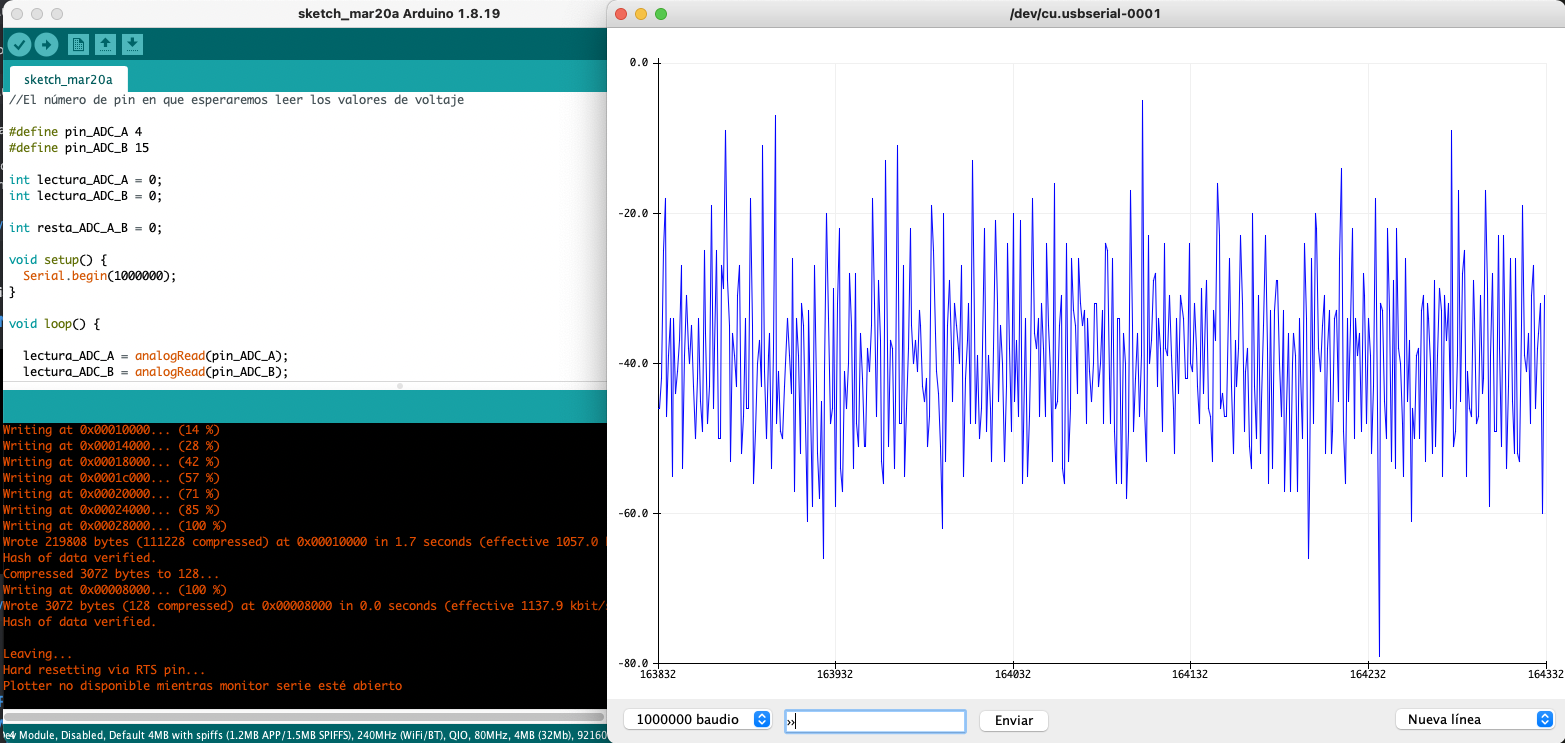 sketch_mar20a Arduino 1.8.19
sketch_mar20a
//El número de pin en que esperaremos leer los valores de voltaje
#define pin_ADC_A 4
#define pin_ADC_B 15
int lectura_ADC_A = 0;
int lectura_ADC_B = 0;
int resta_ADC_A_B = 0;
void setup() {
Serial.begin(1000000);
}
void loop() {
lectura_ADC_A = analogRead(pin_ADC_A);
lectura_ADC_B = analogRead(pin_ADC_B);
Writing at 0x00010000... (14 %)
Writing at 0x00014000... (28 %)
Writing at 0x00018000... (42 %)
Writing at 0x0001c000... (57 %)
Writing at 0x00020000... (71 %)
Writing at 0x00024000... (85 %)
Writing at 0x00028000... (100 %)
Wrote 219808 bytes (111228 compressed) at 0x00010000 in 1.7 seconds (effective 1057.0
Hash of data verified.
Compressed 3072 bytes to 128...
Writing at 0x00008000... (100 %)
Wrote 3072 bytes (128 compressed) at 0x00008000 in 0.0 seconds (effective 1137.9 kbit/
Hash of data verified.
Leaving...
Hard resetting via RTS pin...
Plotter no disponible mientras monitor serie esté abierto
Module, Disabled, Default 4MB with spiffs (1.2MB APP/1.5MB SPIFFS), 240MHz (WiFi/BT), QIO, 80MHz, 4MB (32Mb), 92160
/dev/cu.usbserial-0001
0.0
-20.0
-40.0
-60.0
-80.0
163832 163932 164032 164132 164232 164332
1000000 baudio
»
Enviar
Nueva línea